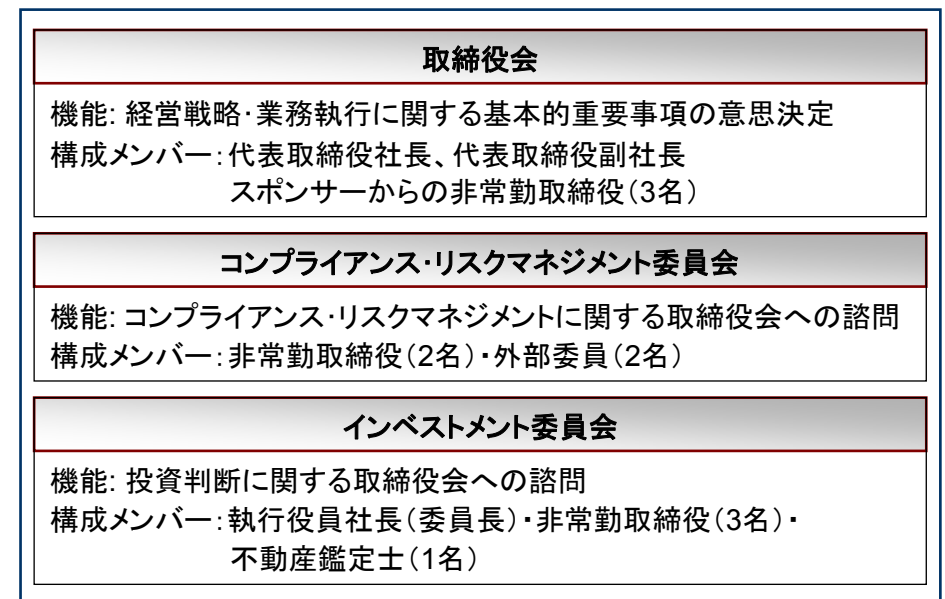 取締役会
機能: 経営戦略・業務執行に関する基本的重要事項の意思決定
構成メンバー：代表取締役社長、代表取締役副社長
スポンサーからの非常勤取締役（3名）
コンプライアンス・リスクマネジメント委員会
機能: コンプライアンス・リスクマネジメントに関する取締役会への諮問
構成メンバー：非常勤取締役（2名）・外部委員（2名）
インベストメント委員会
機能: 投資判断に関する取締役会への諮問
構成メンバー：執行役員社長（委員長）・非常勤取締役（3名）・
不動産鑑定士（1名）